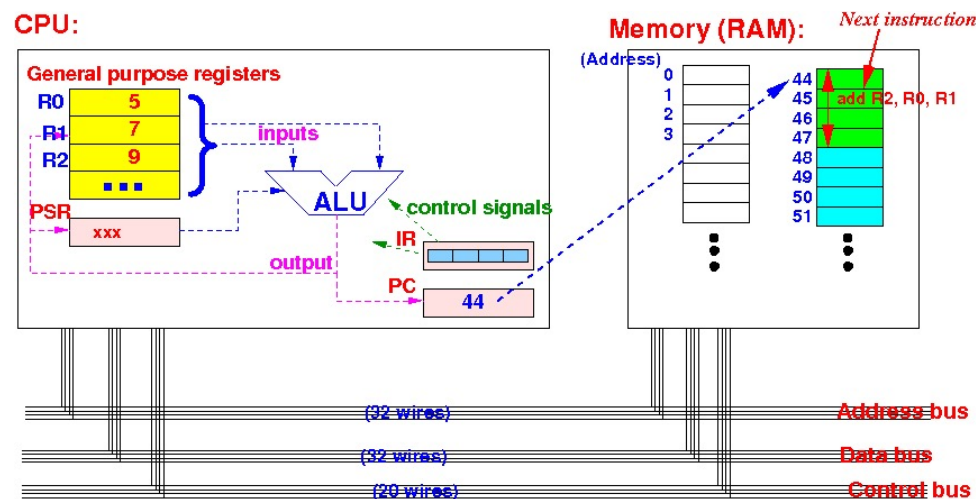 CPU:
Memory (RAM):
Next instruction
General purpose registers
R0 5
R1 7
R2 9
PSR
xxx
inputs
ALU
control signals
IR
output
PC
44
(Address)
0
1
2
3
44
45 add R2, R0, R1
46
47
48
49
50
51
(32 wires) Address bus
(32 wires) Data bus
(20 wires) Control bus